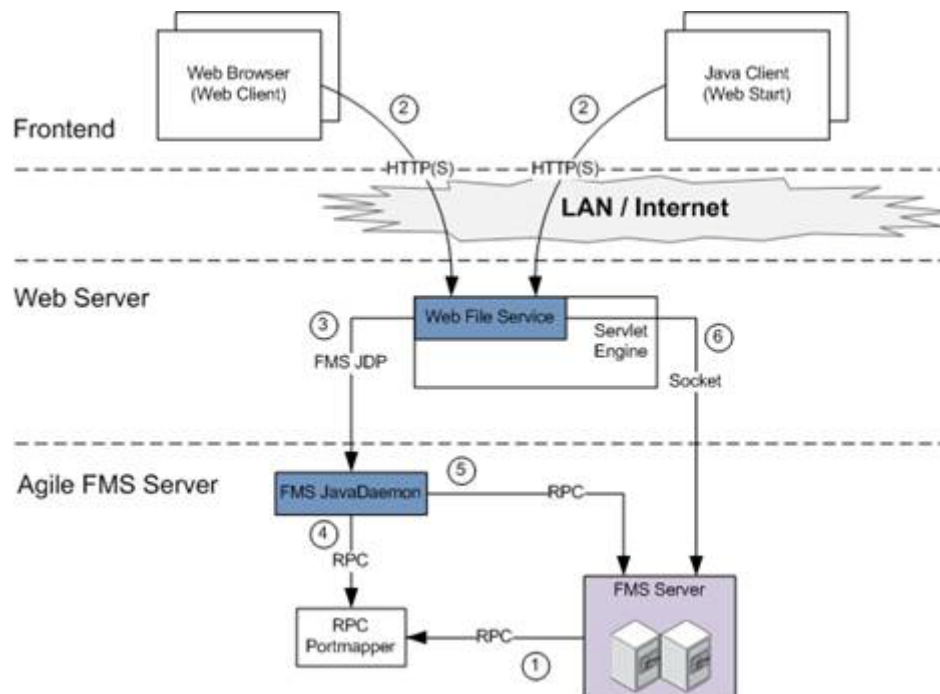 Web Browser
(Web Client)
Java Client
(Web Start)
2
2
Frontend
HTTP(S)
HTTP(S)
LAN / Internet
Web Server
Web File Service
Servlet
Engine
3
6
FMS JDP
Socket
Agile FMS Server
FMS JavaDaemon
5
RPC
4
RPC
FMS Server
RPC
Portmapper
RPC
1